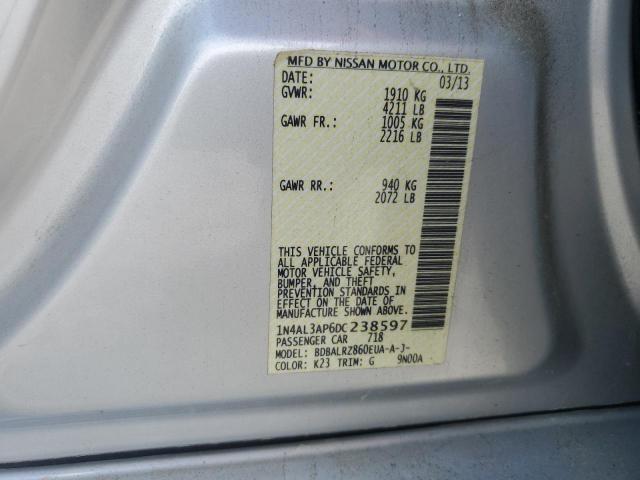 MFD BY NISSAN MOTOR CO., LTD.
DATE: 03/13
GVWR: 1910 KG
4211 LB
GAWR FR.: 1005 KG
2216 LB
GAWR RR.: 940 KG
2072 LB
THIS VEHICLE CONFORMS TO
ALL APPLICABLE FEDERAL
MOTOR VEHICLE SAFETY,
BUMPER, AND THEFT
PREVENTION STANDARDS IN
EFFECT ON THE DATE OF
MANUFACTURE SHOWN ABOVE.
1N4AL3AP6DC238597
PASSENGER CAR 718
MODEL: BDBALRZ860EUA-A-J-
COLOR: K23 TRIM: G 9N00A